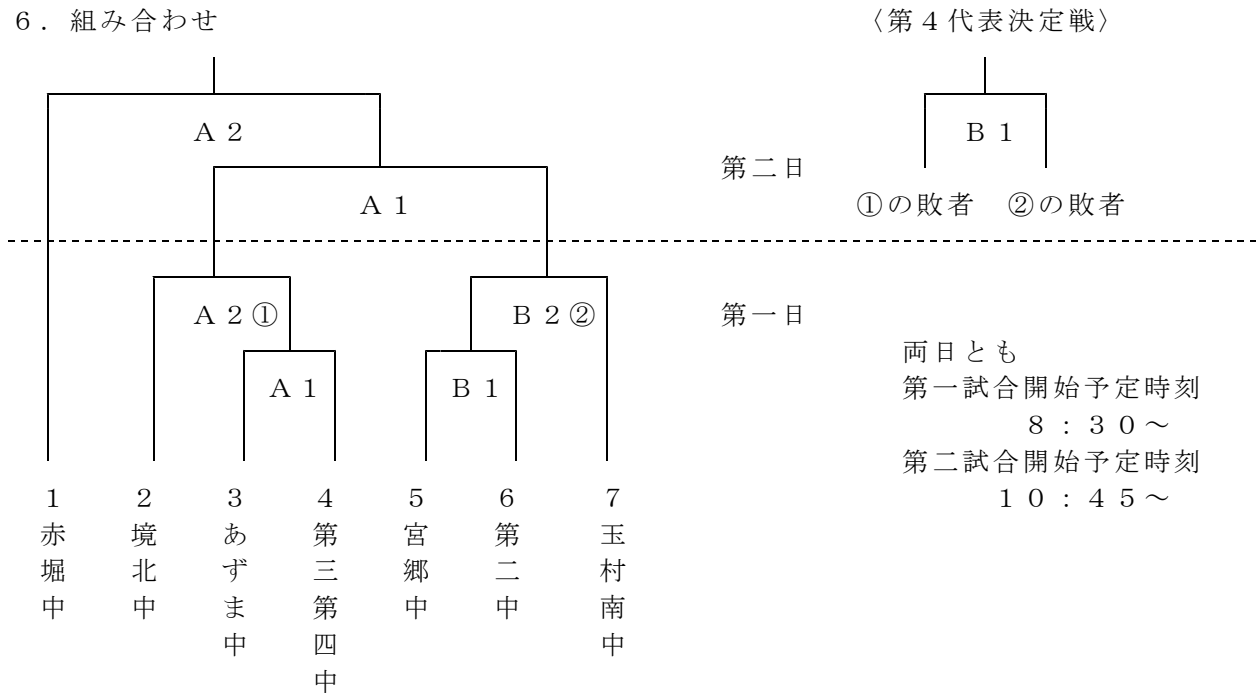 6．組み合わせ
〈第４代表決定戦〉
Ａ２
Ｂ１
第二日
Ａ１
①の敗者　②の敗者
Ａ２①
Ｂ２②
第一日
両日とも
第一試合開始予定時刻
８：３０～
第二試合開始予定時刻
１０：４５～
Ａ１
Ｂ１
1
赤堀中
2
境北中
3
あずま中
4
第三第四中
5
宮郷中
6
第二中
7
玉村南中